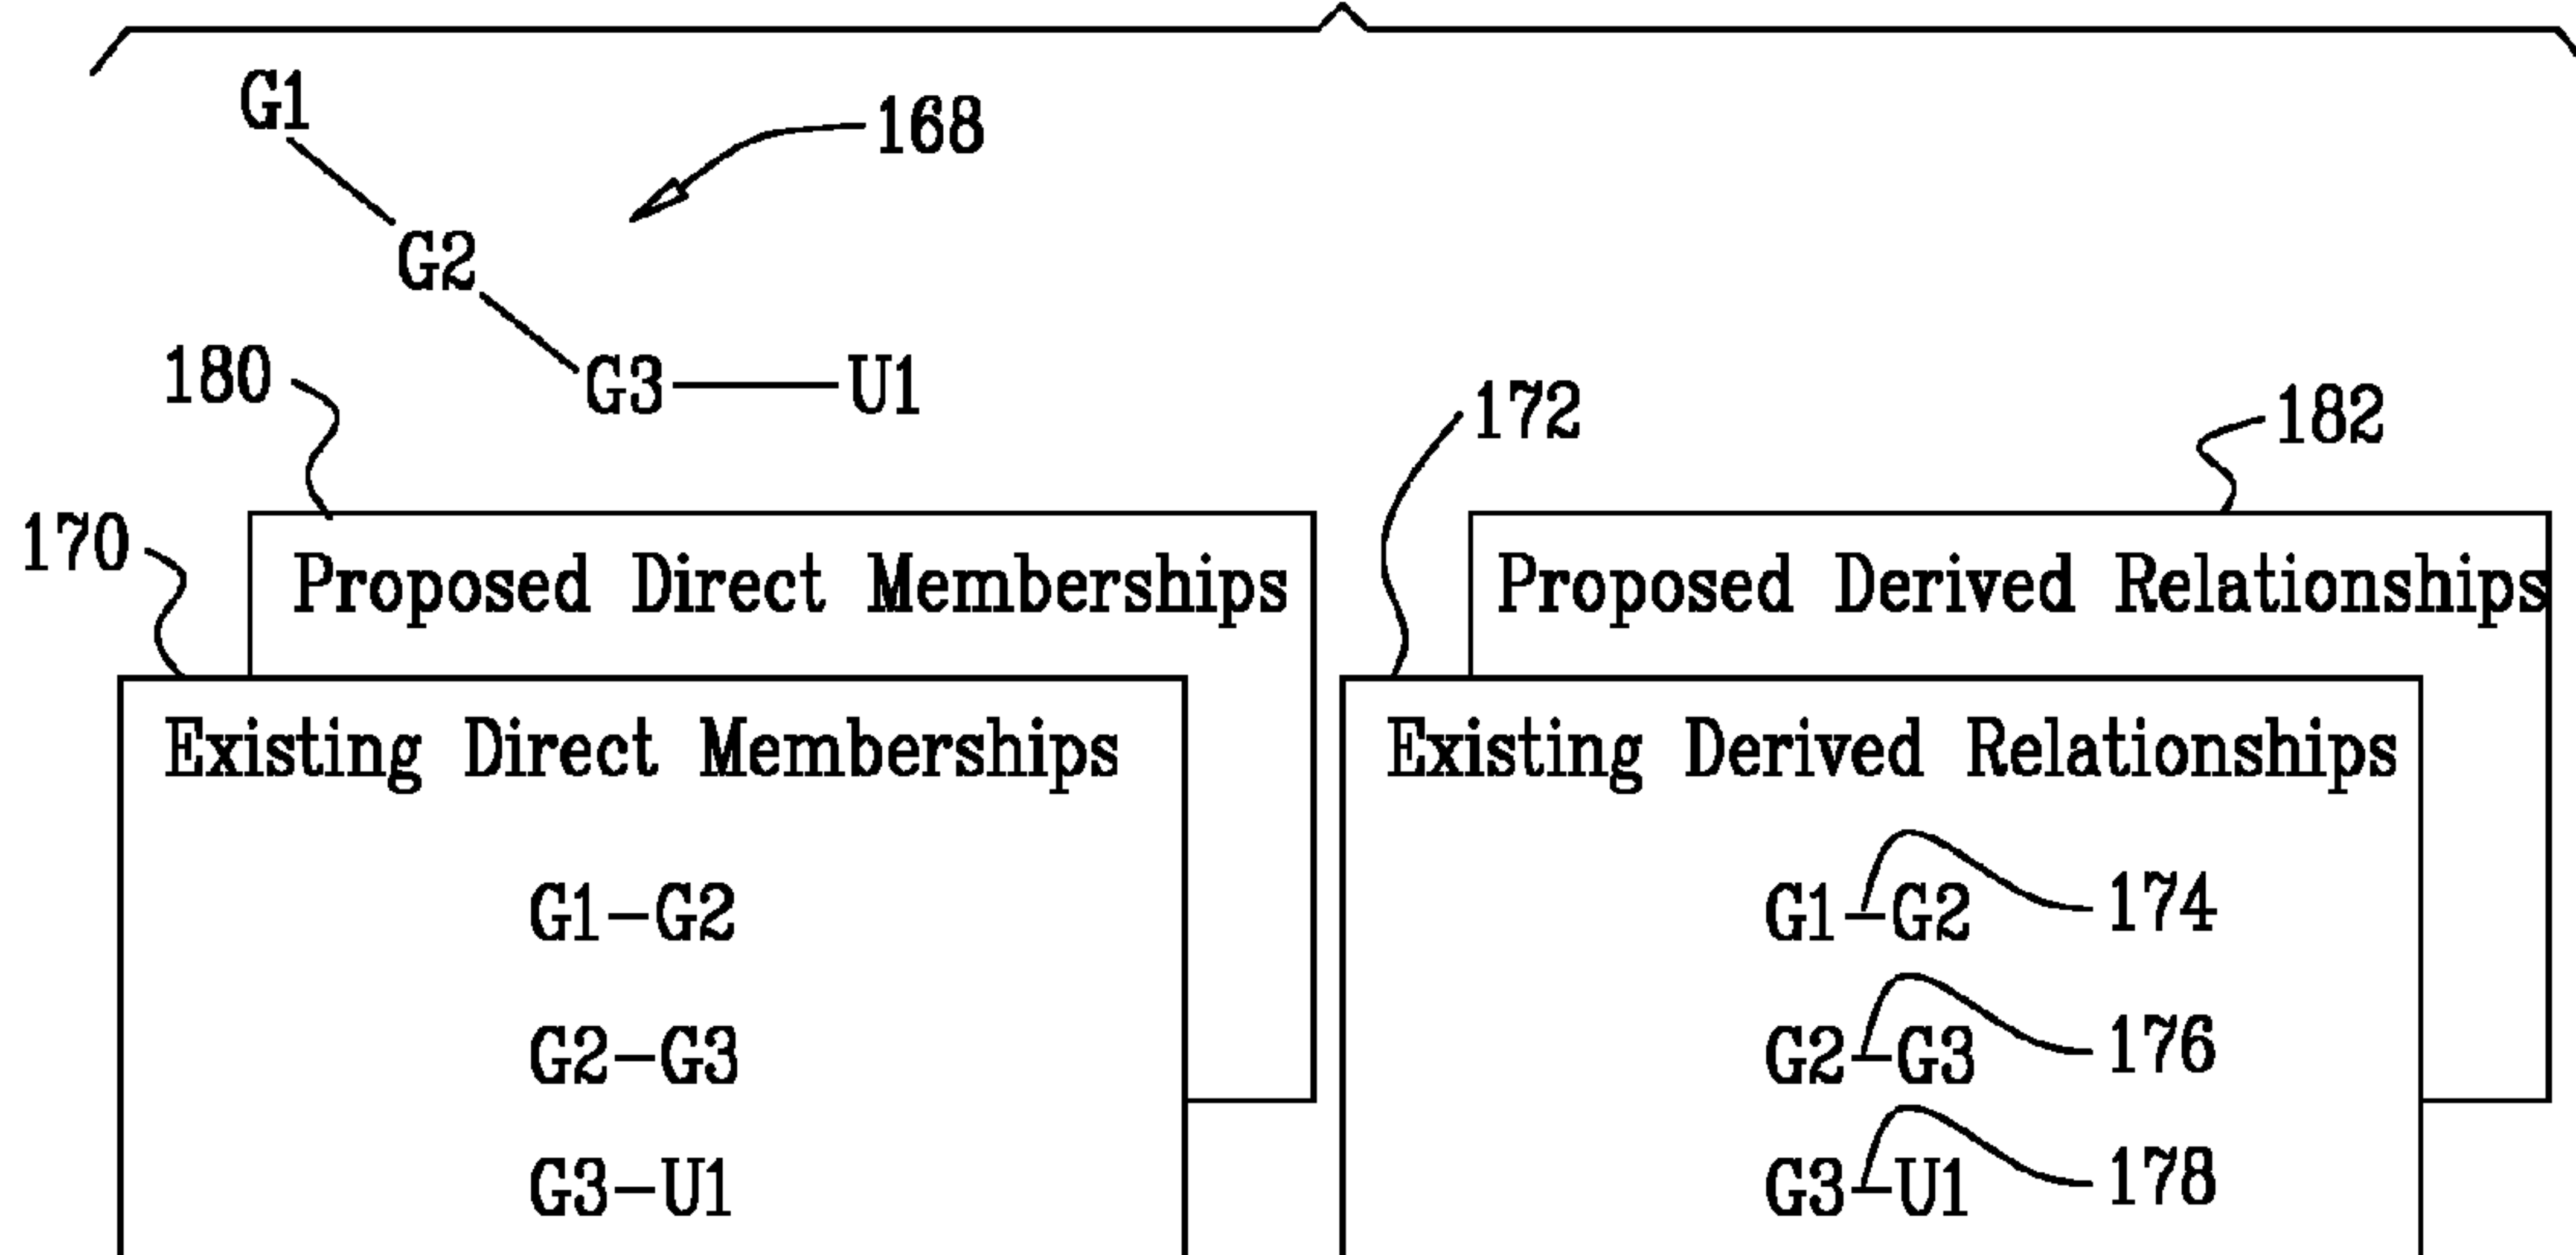 G1
168
G2
180
G3 U1
172
182
170
Proposed Direct Memberships
Proposed Derived Relationships
Existing Direct Memberships
G1-G2
G2-G3
G3-U1
Existing Derived Relationships
G1-G2 174
G2-G3 176
G3-U1 178